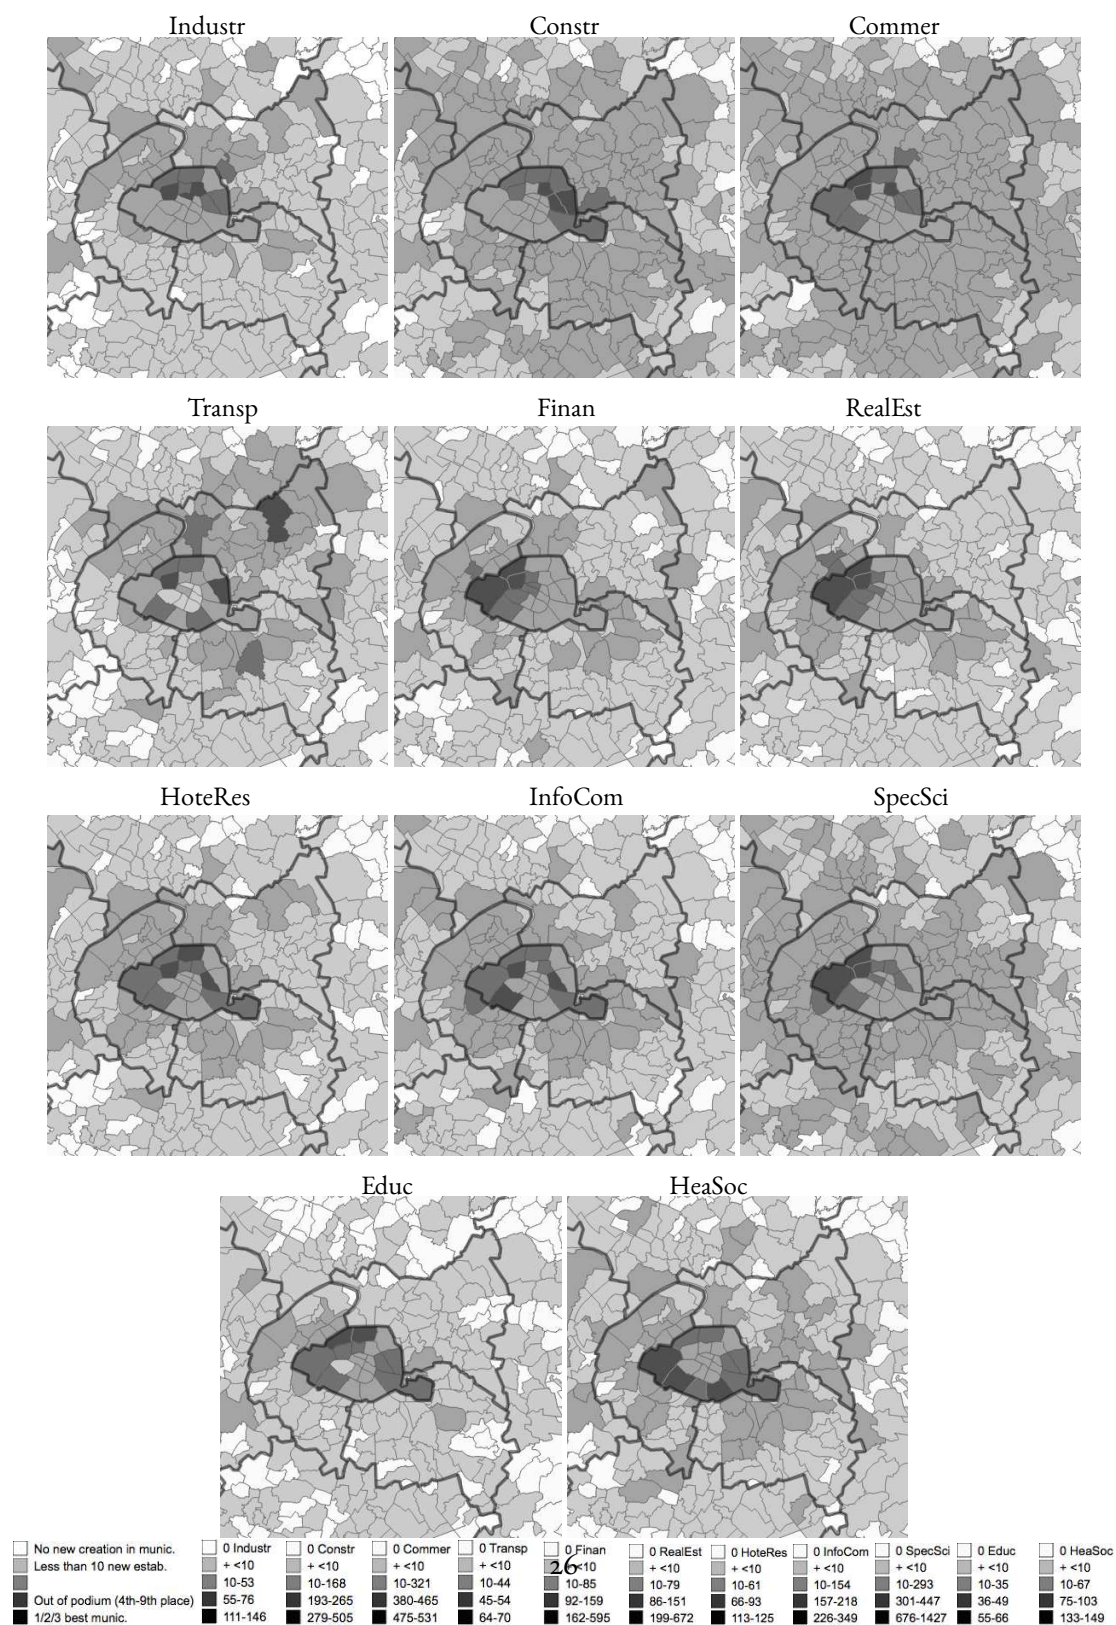 Industr Constr Commer
Transp Finan RealEst
HoteRes InfoCom SpecSci
Educ HeaSoc
No new creation in munic. 0 Industr 0 Constr 0 Commer 0 Transp 0 Finan 0 RealEst 0 HoteRes 0 InfoCom 0 SpecSci 0 Educ 0 HeaSoc
Less than 10 new estab. + <10 + <10 + <10 + <10 <10 + <10 + <10 + <10 + <10 + <10 + <10
26
10-53 10-168 10-321 10-44 10-85 10-79 10-61 10-154 10-293 10-35 10-67
Out of podium (4th-9th place) 55-76 193-265 380-465 45-54 92-159 86-151 66-93 157-218 301-447 36-49 75-103
1/2/3 best munic. 111-146 279-505 475-531 64-70 162-595 199-672 113-125 226-349 676-1427 55-66 133-149